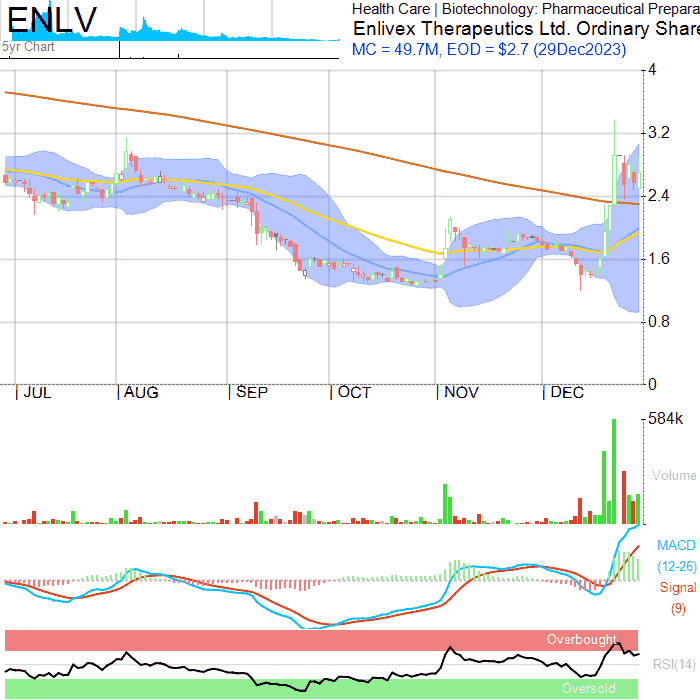 ENLV
5yr Chart
Health Care | Biotechnology: Pharmaceutical Prepara
Enlivex Therapeutics Ltd. Ordinary Share
MC = 49.7M, EOD = $2.7 (29Dec2023)
4
3.2
2.4
1.6
0.8
0
JUL AUG SEP OCT NOV DEC
584k
Volume
MACD
(12-26)
Signal
(9)
Overbought
RSI(14)
Oversold